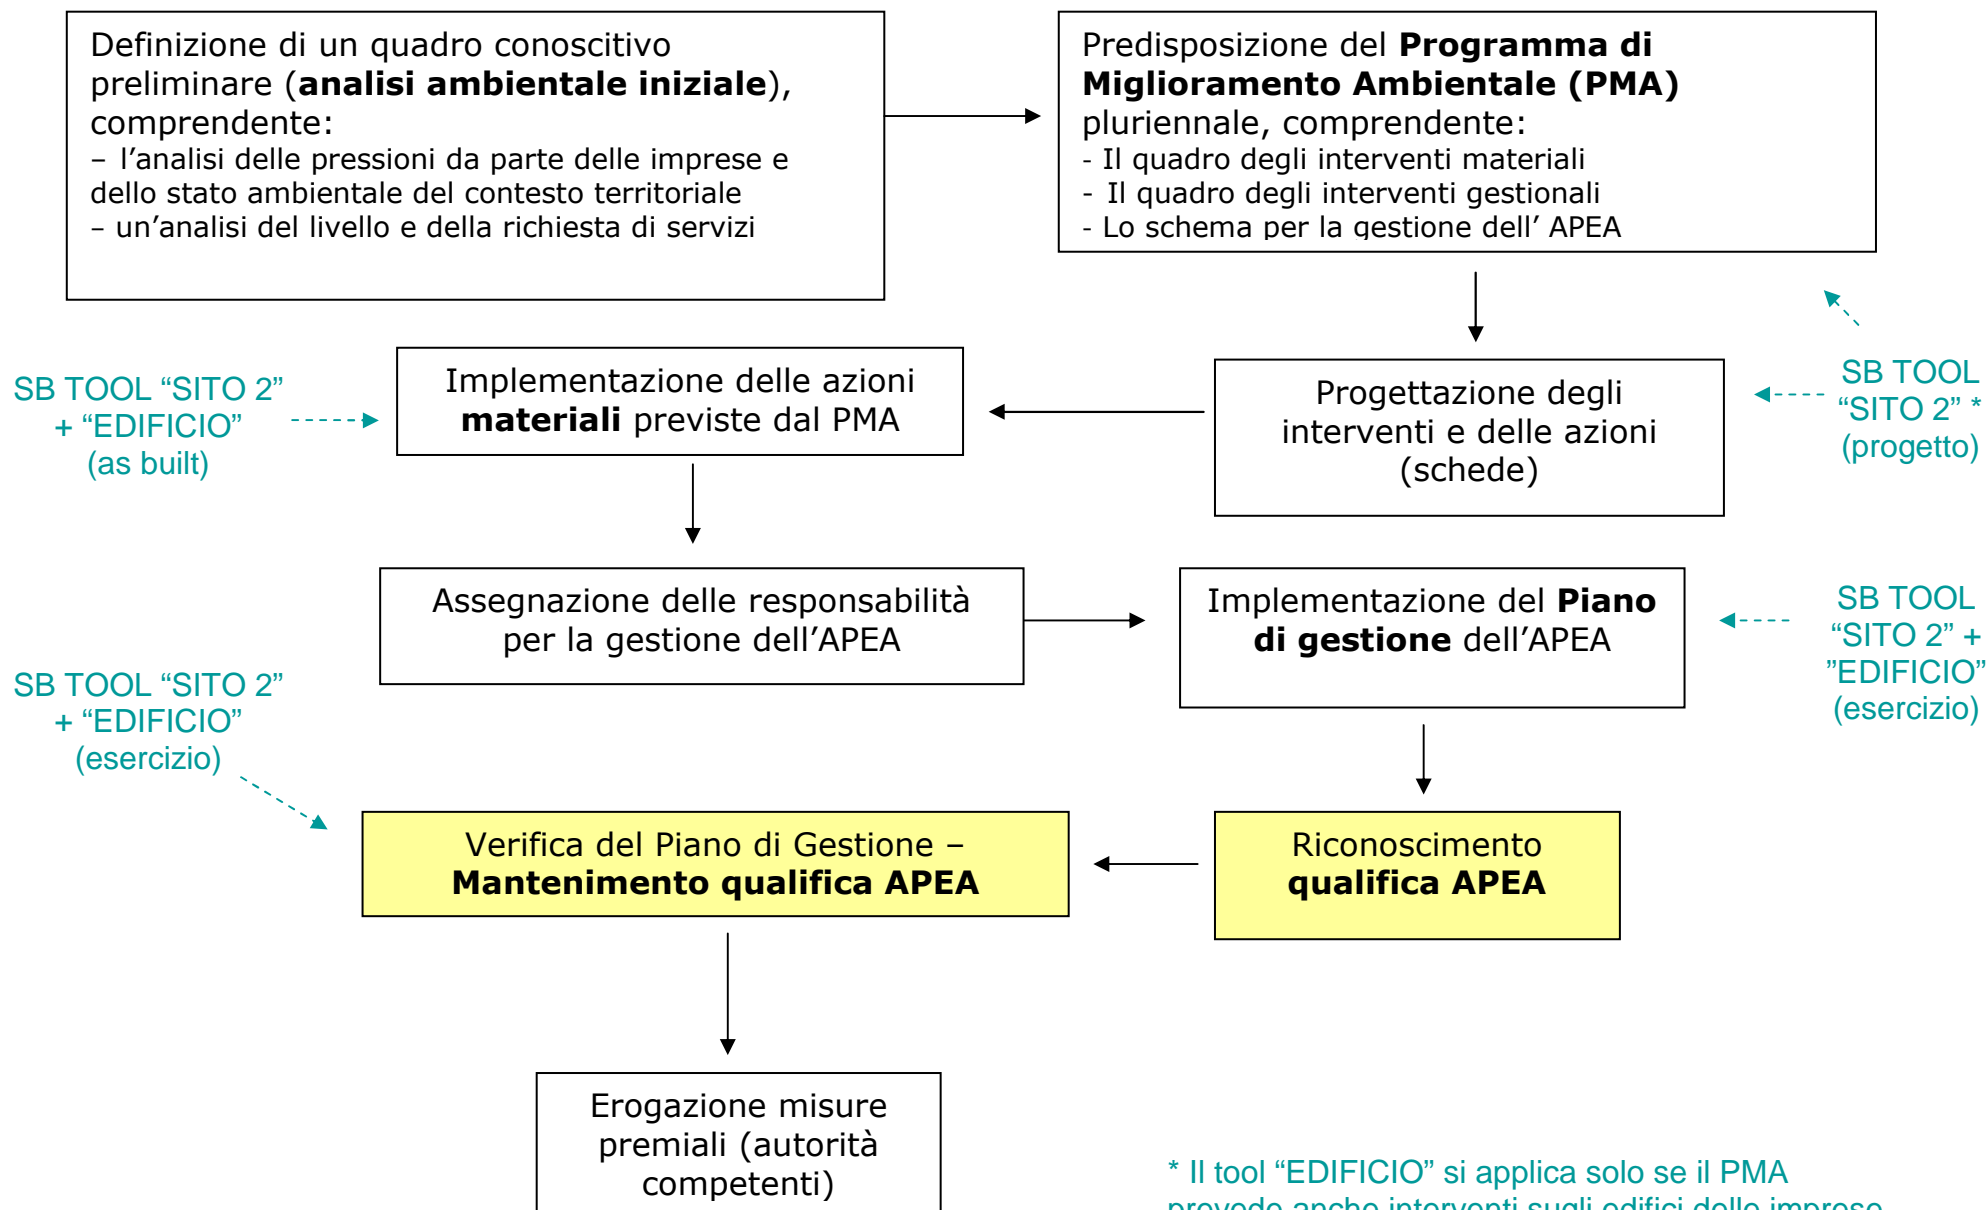 Definizione di un quadro conoscitivo
preliminare (analisi ambientale iniziale),
comprendente:
– l’analisi delle pressioni da parte delle imprese e
dello stato ambientale del contesto territoriale
– un’analisi del livello e della richiesta di servizi
Predisposizione del Programma di
Miglioramento Ambientale (PMA)
pluriennale, comprendente:
- Il quadro degli interventi materiali
- Il quadro degli interventi gestionali
- Lo schema per la gestione dell’ APEA
SB TOOL “SITO 2”
+ “EDIFICIO”
(as built)
Implementazione delle azioni
materiali previste dal PMA
Progettazione degli
interventi e delle azioni
(schede)
SB TOOL
“SITO 2” *
(progetto)
Assegnazione delle responsabilità
per la gestione dell’APEA
Implementazione del Piano
di gestione dell’APEA
SB TOOL
“SITO 2” +
”EDIFICIO”
(esercizio)
SB TOOL “SITO 2”
+ “EDIFICIO”
(esercizio)
Verifica del Piano di Gestione –
Mantenimento qualifica APEA
Riconoscimento
qualifica APEA
Erogazione misure
premiali (autorità
competenti)
* Il tool “EDIFICIO” si applica solo se il PMA
prevede anche interventi sugli edifici delle imprese